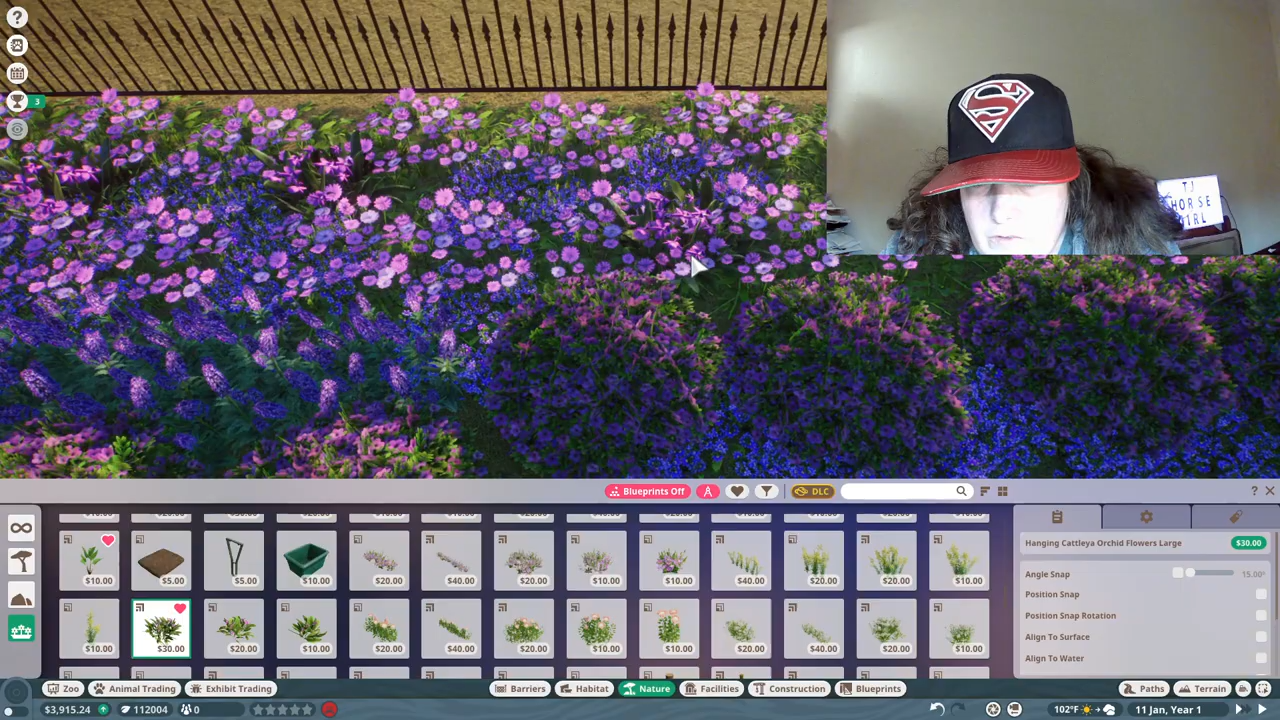 ?
3
TJ
HORSE
GIRL
Blueprints Off
DLC
?
$10.00 $5.00 $5.00 $10.00 $20.00 $40.00 $20.00 $10.00 $10.00 $40.00 $20.00 $20.00 $10.00
$10.00 $30.00 $20.00 $10.00 $20.00 $40.00 $20.00 $10.00 $10.00 $20.00 $40.00 $20.00 $10.00
Hanging Cattleya Orchid Flowers Large $30.00
Angle Snap 15.00°
Position Snap
Position Snap Rotation
Align To Surface
Align To Water
Zoo Animal Trading Exhibit Trading Barriers Habitat Nature Facilities Construction Blueprints Paths Terrain
$3,915.24 112004 0 102°F 11 Jan, Year 1